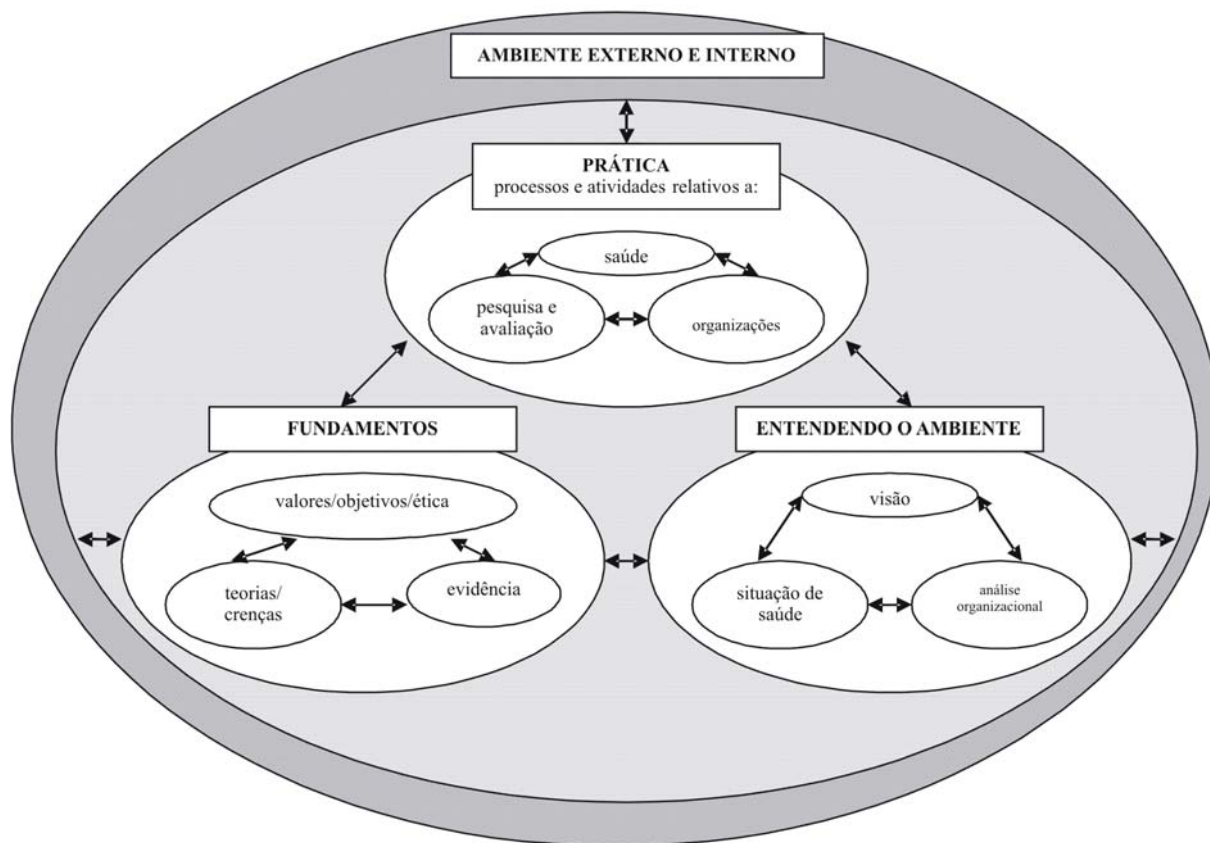 AMBIENTE EXTERNO E INTERNO
PRÁTICA
processos e atividades relativos a:
saúde
pesquisa e
avaliação
organizações
FUNDAMENTOS
valores/objetivos/ética
teorias/
crenças
evidência
ENTENDENDO O AMBIENTE
visão
situação de
saúde
análise
organizacional